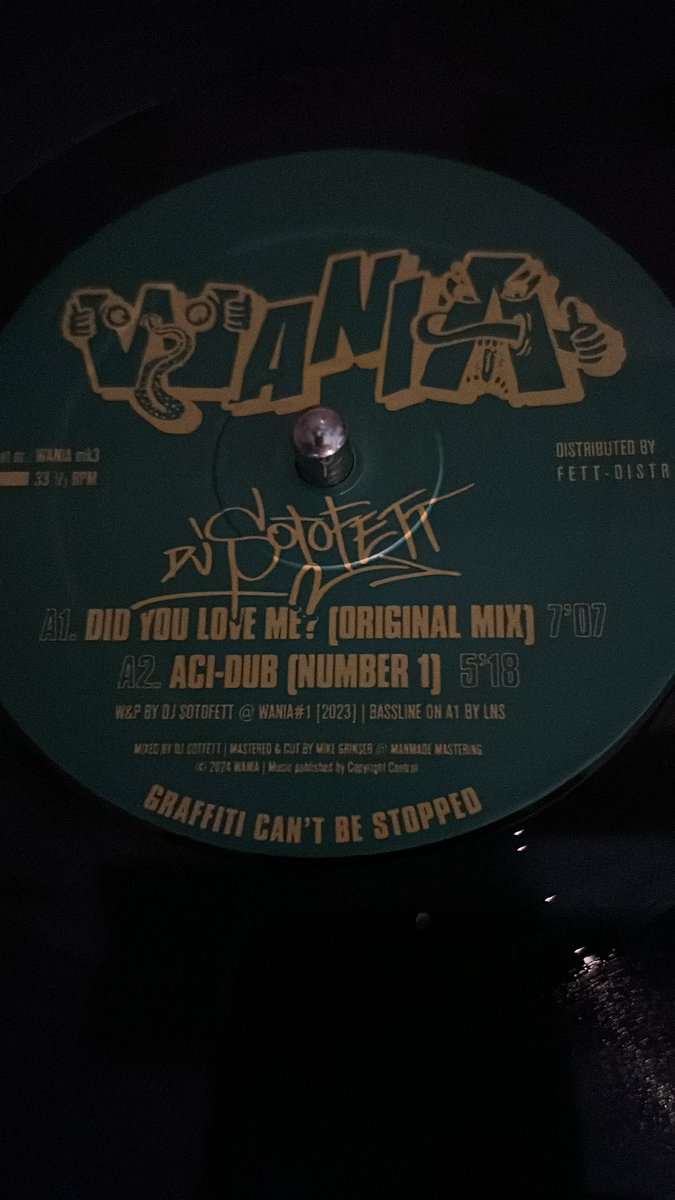 WANIA
WANIA mk3
DISTRIBUTED BY
33 ⅓ RPM
FETT-DISTR
DJ SOTOFETT
A1. DID YOU LOVE ME? (ORIGINAL MIX) 7'07
A2. ACI-DUB (NUMBER 1) 5'18
W&P BY DJ SOTOFETT @ WANIA#1 [2023] | BASSLINE ON A1 BY LNS
MIXED BY DJ SOTFETT | MASTERED & CUT BY MIKE GRINSER @ MANMADE MASTERING
© 2024 WANIA | Music published by Copyright Control
GRAFFITI CAN'T BE STOPPED